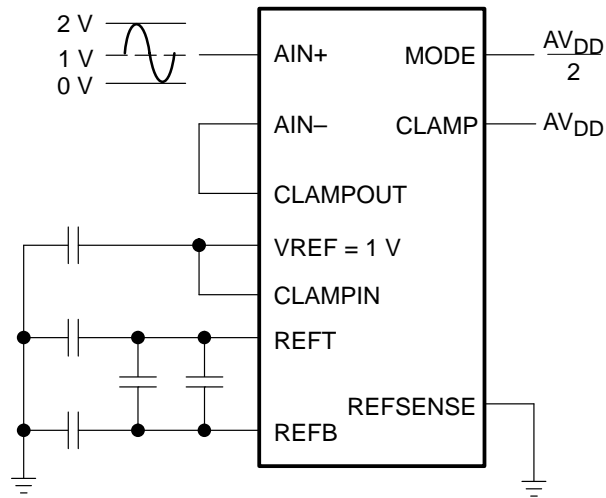 2 V
1 V
0 V
AIN+
MODE
AVDD
2
AIN–
CLAMP
AVDD
CLAMPOUT
VREF = 1 V
CLAMPIN
REFT
REFSENSE
REFB